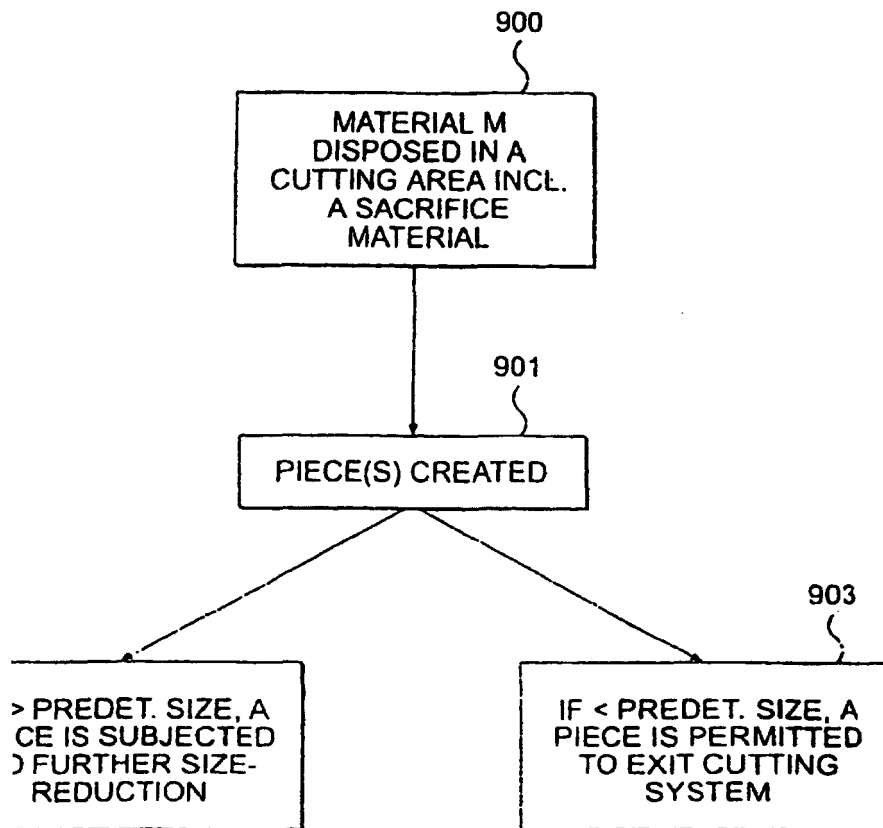 900
MATERIAL M
DISPOSED IN A
CUTTING AREA INCL.
A SACRIFICE
MATERIAL
901
PIECE(S) CREATED
903
> PREDET. SIZE, A
CE IS SUBJECTED
O FURTHER SIZE-
REDUCTION
IF < PREDET. SIZE, A
PIECE IS PERMITTED
TO EXIT CUTTING
SYSTEM